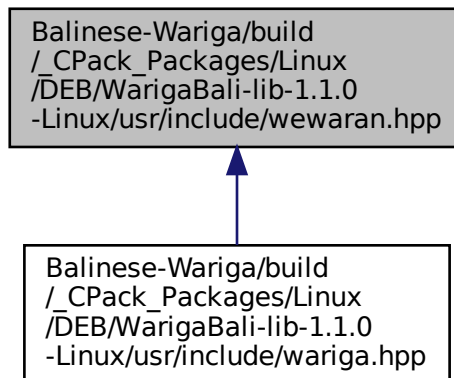 Balinese-Wariga/build
/_CPack_Packages/Linux
/DEB/WarigaBali-lib-1.1.0
-Linux/usr/include/wewaran.hpp
Balinese-Wariga/build
/_CPack_Packages/Linux
/DEB/WarigaBali-lib-1.1.0
-Linux/usr/include/wariga.hpp